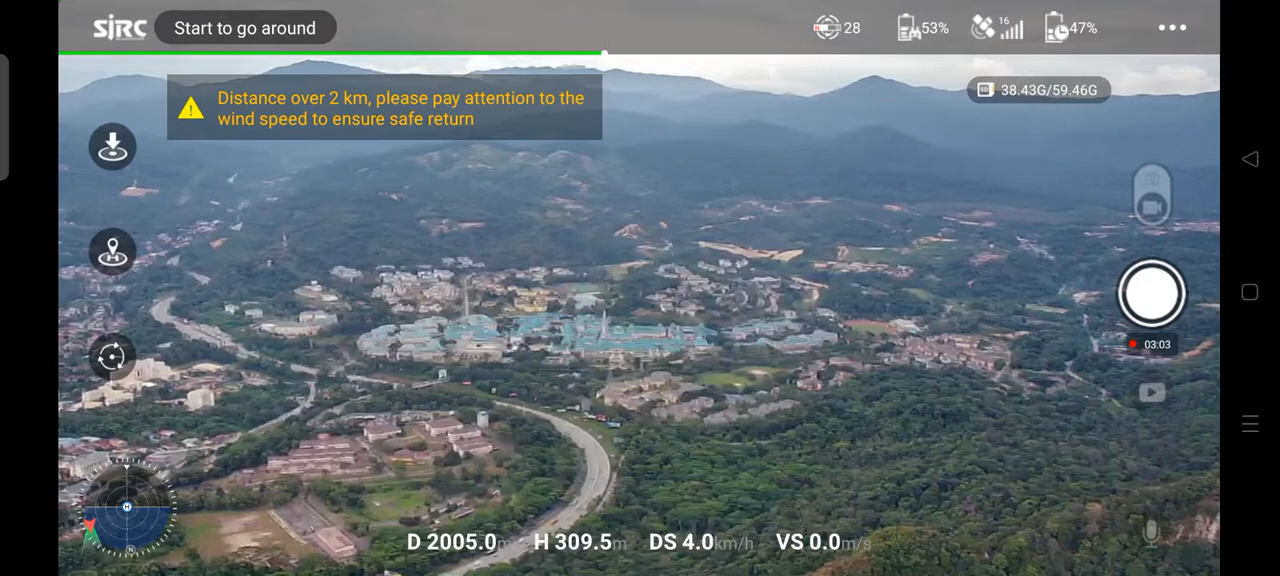 SJRC Start to go around 28 53% 16 47%
Distance over 2 km, please pay attention to the
wind speed to ensure safe return
38.43G/59.46G
03:03
H
N
D 2005.0m H 309.5m DS 4.0km/h VS 0.0m/s